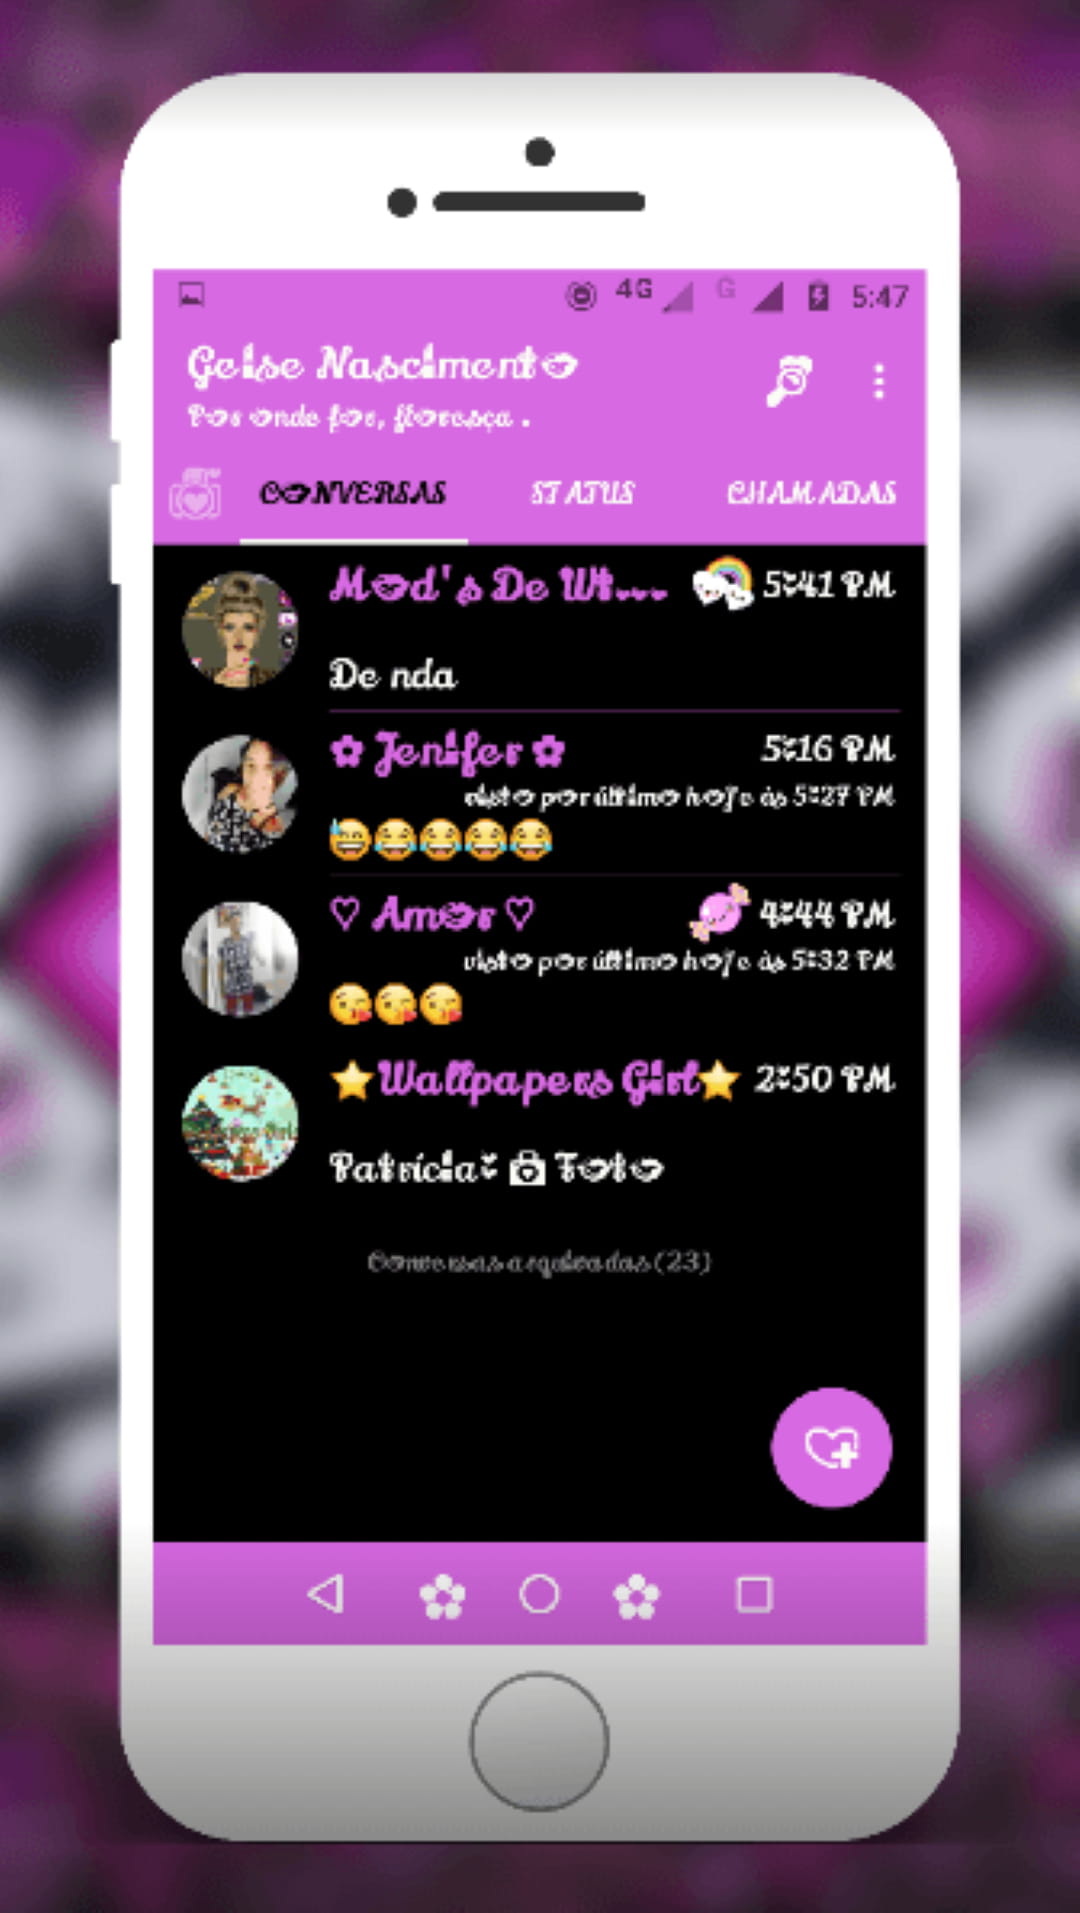 4G G 5:47
Geise Nascimento
Por onde for, floresça .
CONVERSAS STATUS CHAMADAS
Mod's De Wt... 5:41 PM
De nda
✿ Jenifer ✿ 5:16 PM
visto por último hoje às 5:27 PM
😅😂😂😂😂
♡ Amor ♡ 4:44 PM
visto por último hoje às 5:32 PM
😘😘😘
⭐Wallpapers Girl⭐ 2:50 PM
Patrícia: 📷 Foto
Conversas arquivadas (23)